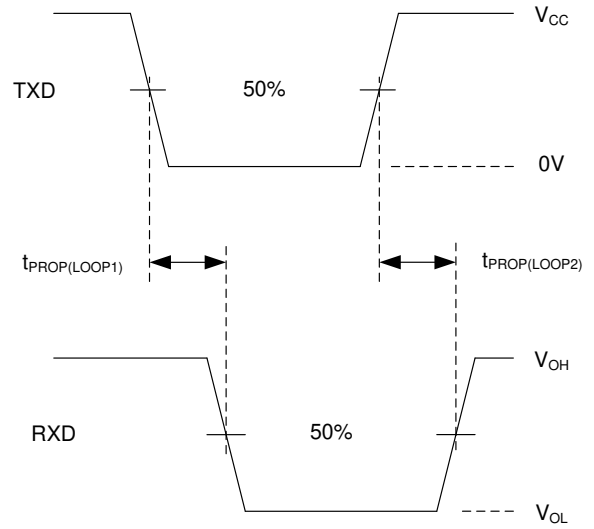 V_CC
TXD
50%
0V
t_PROP(LOOP1)
t_PROP(LOOP2)
V_OH
RXD
50%
V_OL